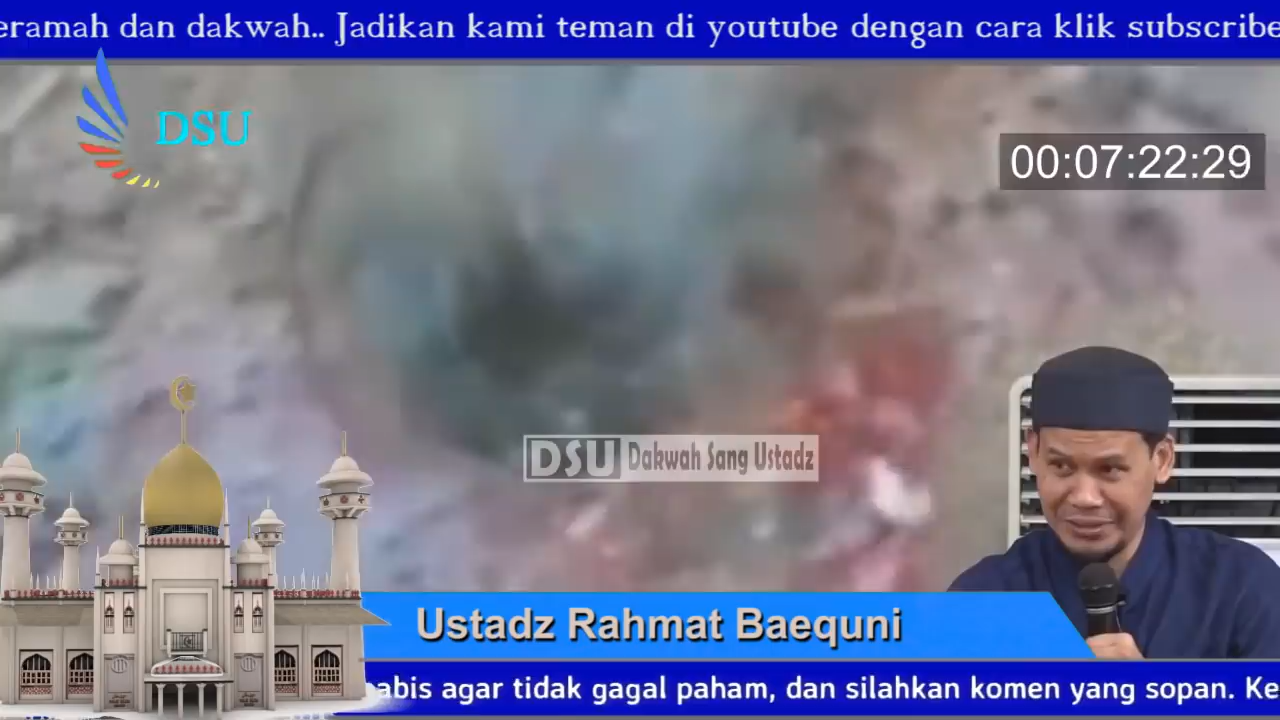 eramah dan dakwah.. Jadikan kami teman di youtube dengan cara klik subscribe
DSU
00:07:22:29
DSU Dakwah Sang Ustadz
Ustadz Rahmat Baequni
abis agar tidak gagal paham, dan silahkan komen yang sopan. Ke